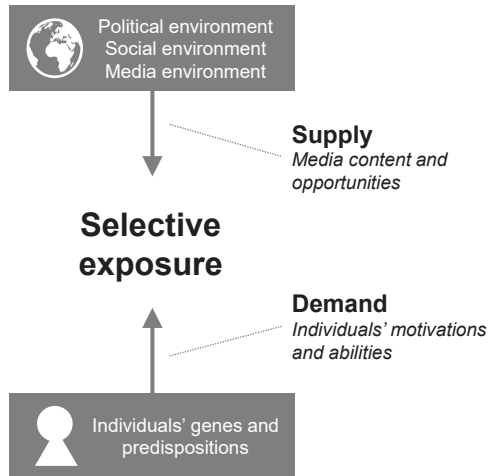 Political environment
Social environment
Media environment
Supply
Media content and
opportunities
Selective
exposure
Demand
Individuals’ motivations
and abilities
Individuals’ genes and
predispositions